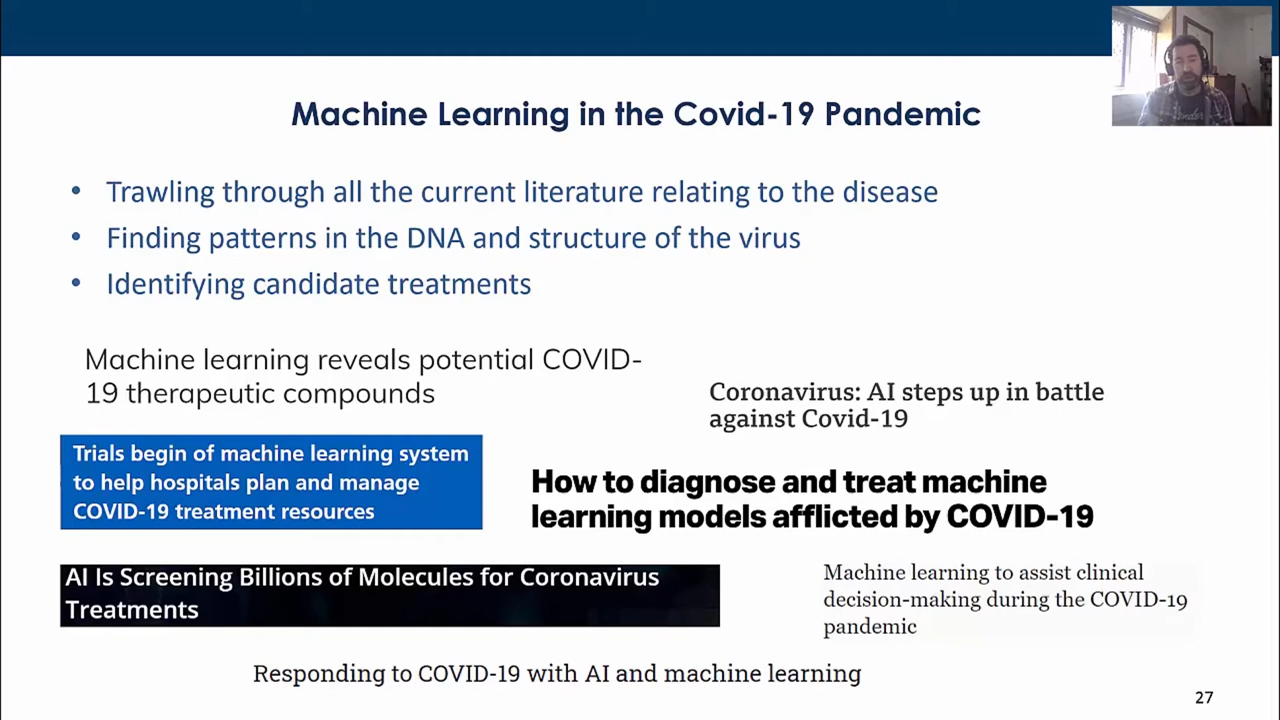 Machine Learning in the Covid-19 Pandemic
• Trawling through all the current literature relating to the disease
• Finding patterns in the DNA and structure of the virus
• Identifying candidate treatments
Machine learning reveals potential COVID-
19 therapeutic compounds
Coronavirus: AI steps up in battle
against Covid-19
Trials begin of machine learning system
to help hospitals plan and manage
COVID-19 treatment resources
How to diagnose and treat machine
learning models afflicted by COVID-19
AI Is Screening Billions of Molecules for Coronavirus
Treatments
Machine learning to assist clinical
decision-making during the COVID-19
pandemic
Responding to COVID-19 with AI and machine learning
27